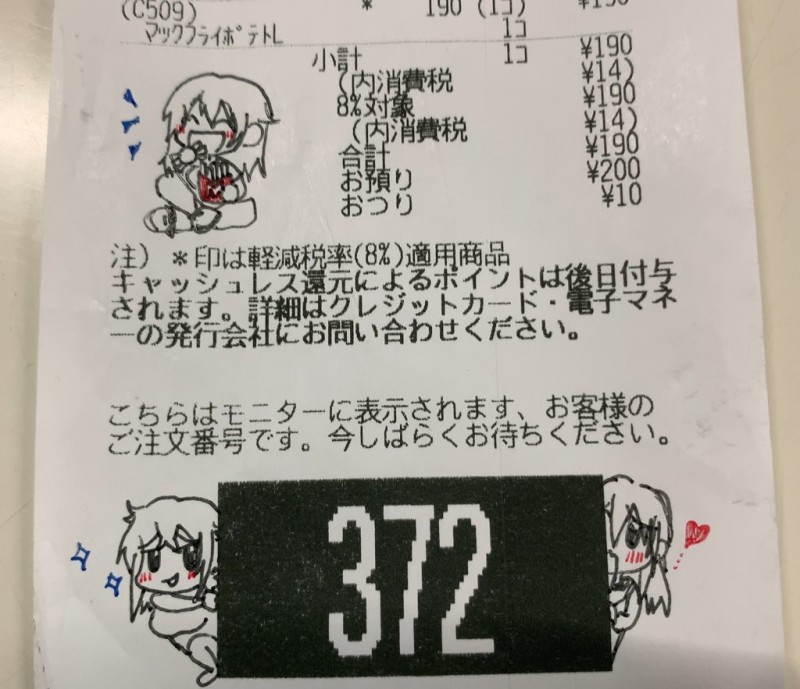 (C509) * 190 (1コ) ¥190
マックフライポテトL 1コ
小計 1コ ¥190
(内消費税 ¥14)
8%対象 ¥190
(内消費税 ¥14)
合計 ¥190
お預り ¥200
おつり ¥10
注) *印は軽減税率(8%)適用商品
キャッシュレス還元によるポイントは後日付与
されます。詳細はクレジットカード・電子マネ
ーの発行会社にお問い合わせください。
こちらはモニターに表示されます、お客様の
ご注文番号です。今しばらくお待ちください。
372